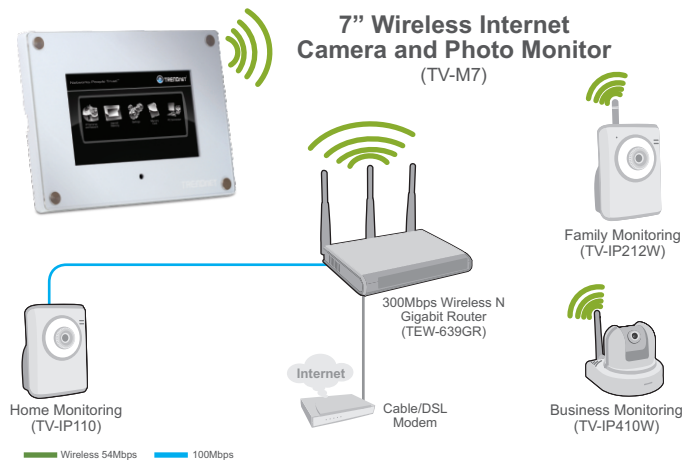 7” Wireless Internet
Camera and Photo Monitor
(TV-M7)
TRENDNET
Family Monitoring
(TV-IP212W)
300Mbps Wireless N
Gigabit Router
(TEW-639GR)
Internet
Cable/DSL
Modem
Home Monitoring
(TV-IP110)
Business Monitoring
(TV-IP410W)
Wireless 54Mbps
100Mbps